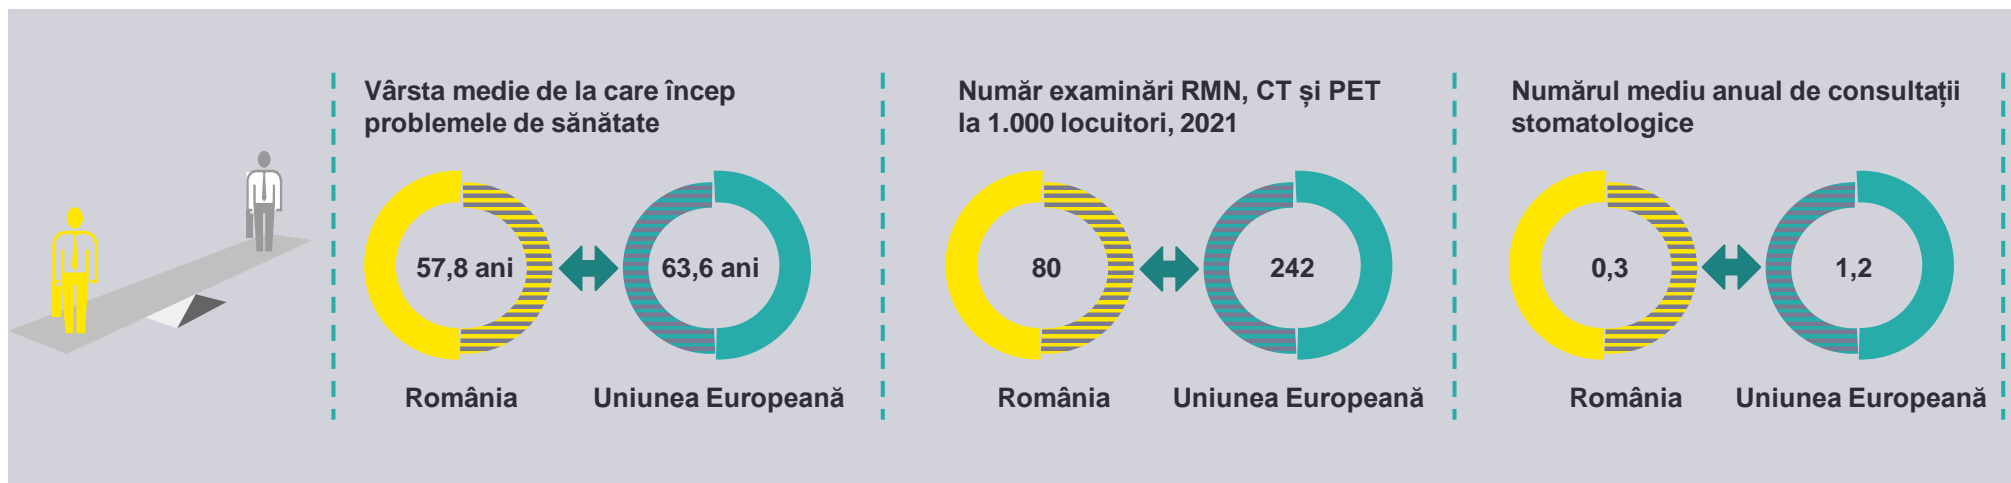 Vârsta medie de la care încep
problemele de sănătate
57,8 ani
63,6 ani
România
Uniunea Europeană
Număr examinări RMN, CT și PET
la 1.000 locuitori, 2021
80
242
România
Uniunea Europeană
Numărul mediu anual de consultații
stomatologice
0,3
1,2
România
Uniunea Europeană